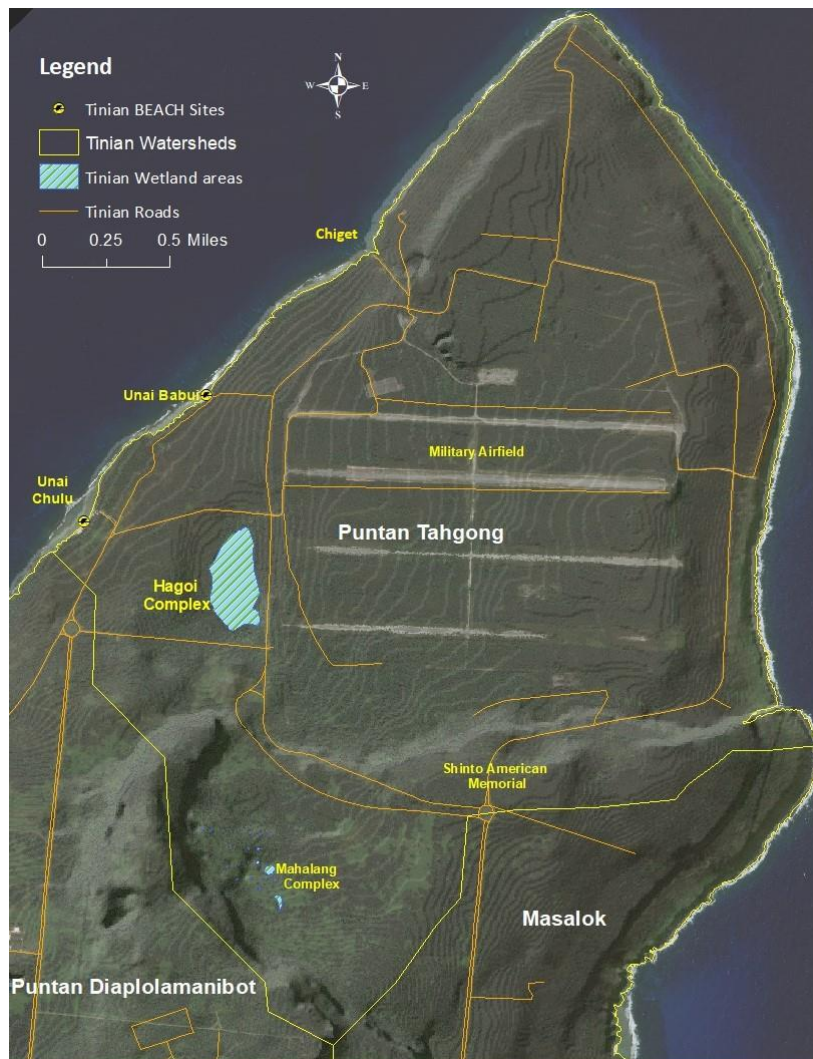 Legend
Tinian BEACH Sites
Tinian Watersheds
Tinian Wetland areas
Tinian Roads
0 0.25 0.5 Miles
N
W E
S
Chiget
Unai Babui
Military Airfield
Unai
Chulu
Puntan Tahgong
Hagoi
Complex
Shinto American
Memorial
Mahalang
Complex
Masalok
Puntan Diaplolamanibot